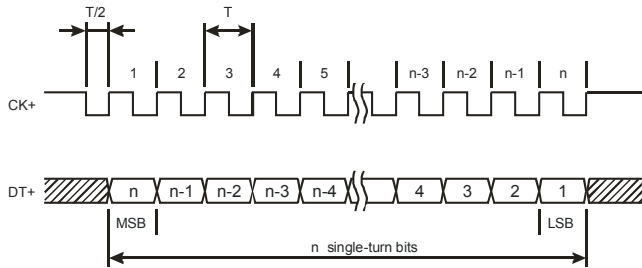 T/2 T
1 2 3 4 5 n-3 n-2 n-1 n
CK+
DT+ n n-1 n-2 n-3 n-4 4 3 2 1
MSB LSB
n single-turn bits